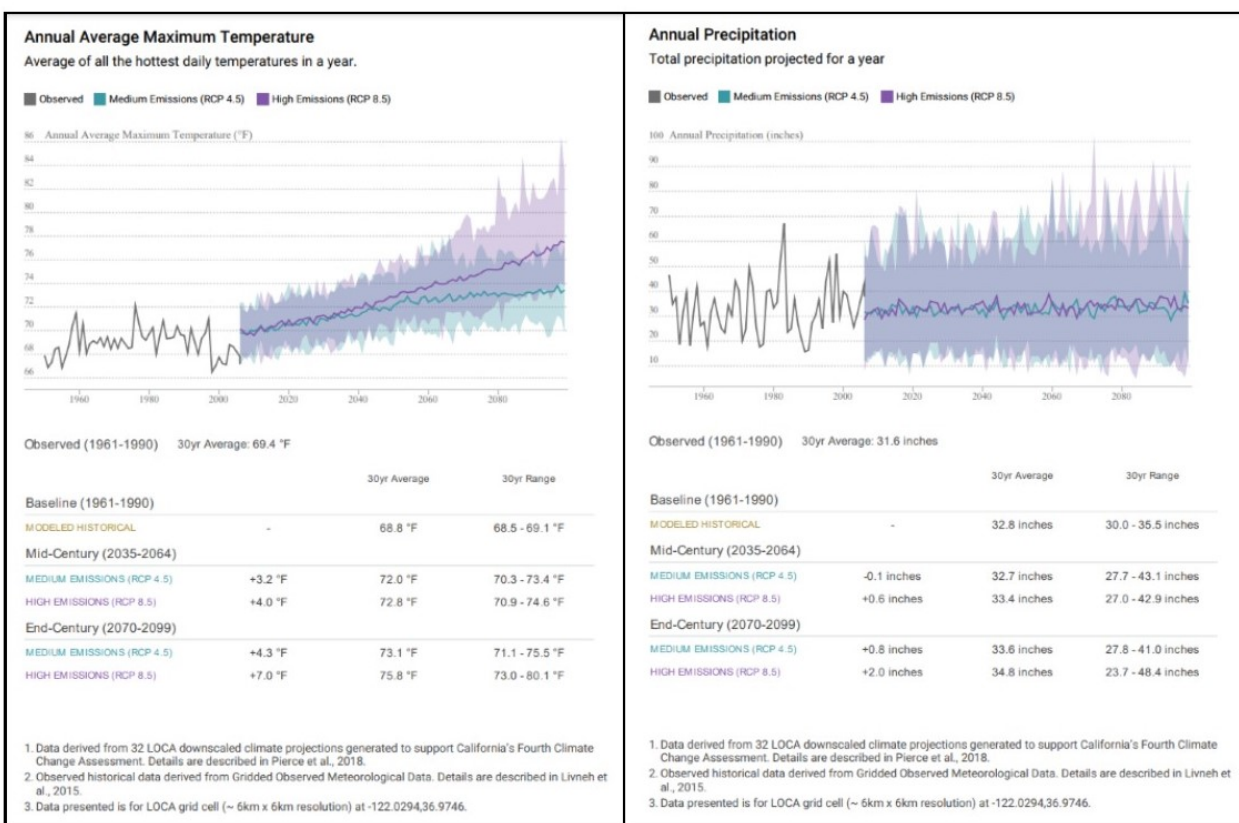 Annual Average Maximum Temperature
Average of all the hottest daily temperatures in a year.
Observed Medium Emissions (RCP 4.5) High Emissions (RCP 8.5)
86 Annual Average Maximum Temperature (°F)
84
82
80
78
76
74
72
70
68
66
1960 1980 2000 2020 2040 2060 2080
Observed (1961-1990) 30yr Average: 69.4 °F
30yr Average 30yr Range
Baseline (1961-1990)
MODELED HISTORICAL - 68.8 °F 68.5 - 69.1 °F
Mid-Century (2035-2064)
MEDIUM EMISSIONS (RCP 4.5) +3.2 °F 72.0 °F 70.3 - 73.4 °F
HIGH EMISSIONS (RCP 8.5) +4.0 °F 72.8 °F 70.9 - 74.6 °F
End-Century (2070-2099)
MEDIUM EMISSIONS (RCP 4.5) +4.3 °F 73.1 °F 71.1 - 75.5 °F
HIGH EMISSIONS (RCP 8.5) +7.0 °F 75.8 °F 73.0 - 80.1 °F
1. Data derived from 32 LOCA downscaled climate projections generated to support California's Fourth Climate
Change Assessment. Details are described in Pierce et al., 2018.
2. Observed historical data derived from Gridded Observed Meteorological Data. Details are described in Livneh et
al., 2015.
3. Data presented is for LOCA grid cell (~ 6km x 6km resolution) at -122.0294,36.9746.
Annual Precipitation
Total precipitation projected for a year
Observed Medium Emissions (RCP 4.5) High Emissions (RCP 8.5)
100 Annual Precipitation (inches)
90
80
70
60
50
40
30
20
10
1960 1980 2000 2020 2040 2060 2080
Observed (1961-1990) 30yr Average: 31.6 inches
30yr Average 30yr Range
Baseline (1961-1990)
MODELED HISTORICAL - 32.8 inches 30.0 - 35.5 inches
Mid-Century (2035-2064)
MEDIUM EMISSIONS (RCP 4.5) -0.1 inches 32.7 inches 27.7 - 43.1 inches
HIGH EMISSIONS (RCP 8.5) +0.6 inches 33.4 inches 27.0 - 42.9 inches
End-Century (2070-2099)
MEDIUM EMISSIONS (RCP 4.5) +0.8 inches 33.6 inches 27.8 - 41.0 inches
HIGH EMISSIONS (RCP 8.5) +2.0 inches 34.8 inches 23.7 - 48.4 inches
1. Data derived from 32 LOCA downscaled climate projections generated to support California's Fourth Climate
Change Assessment. Details are described in Pierce et al., 2018.
2. Observed historical data derived from Gridded Observed Meteorological Data. Details are described in Livneh et
al., 2015.
3. Data presented is for LOCA grid cell (~ 6km x 6km resolution) at -122.0294,36.9746.